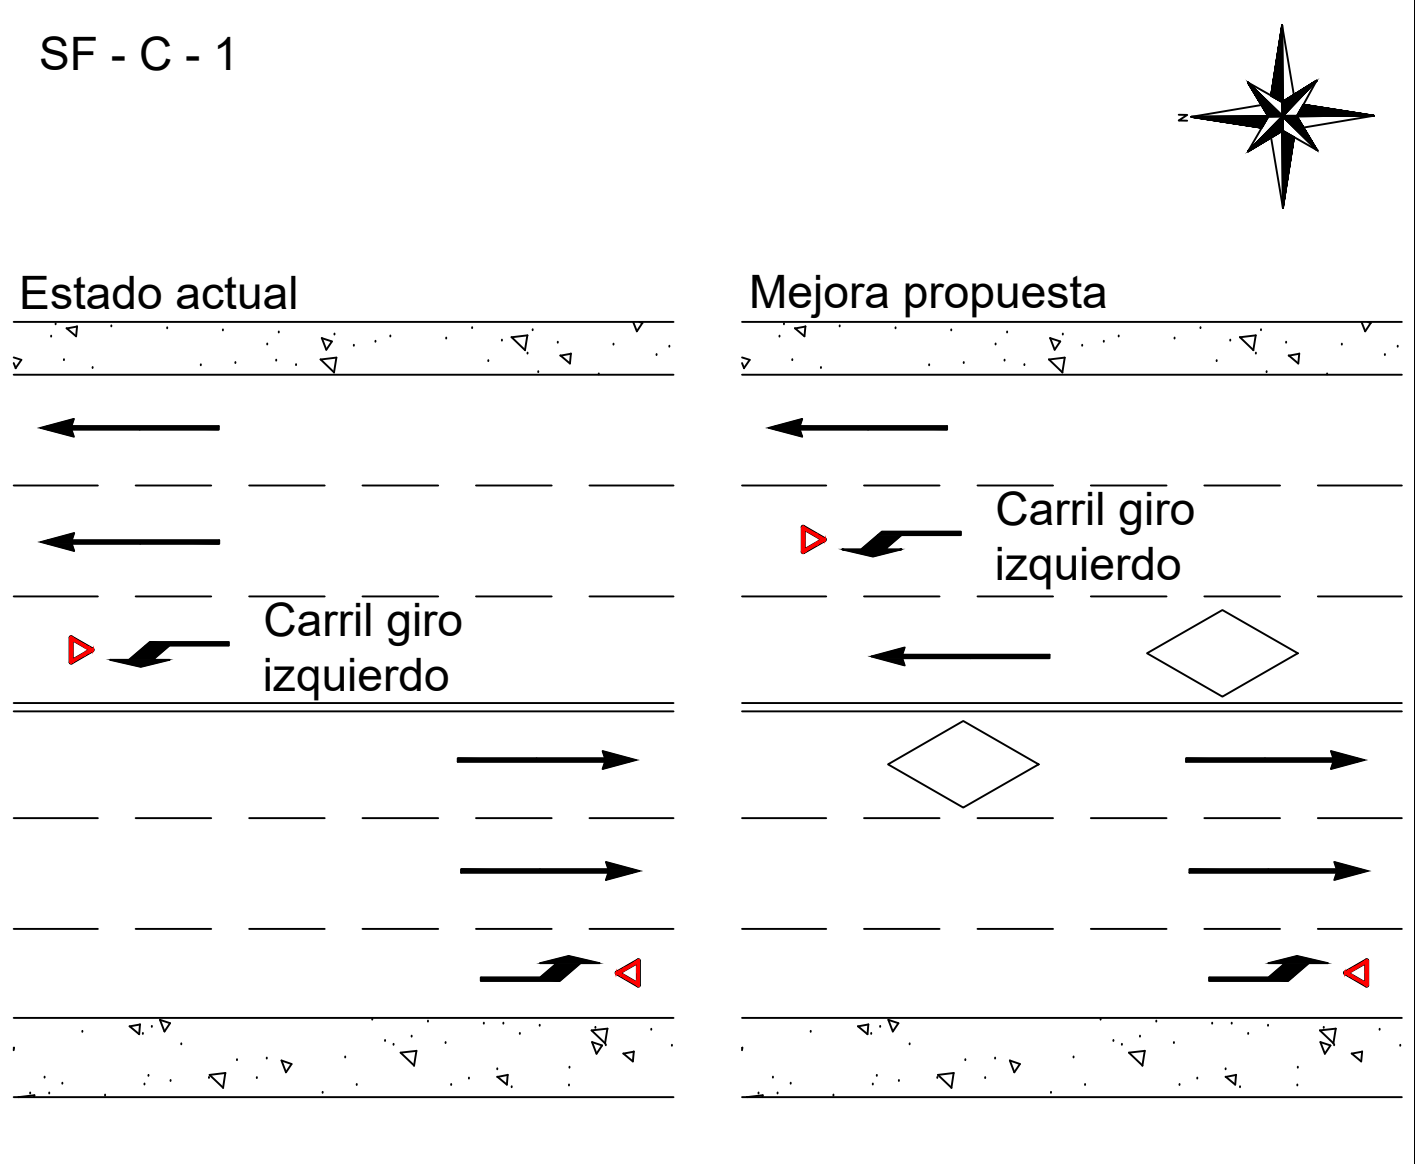 SF - C - 1
N
Estado actual
Mejora propuesta
Carril giro
izquierdo
Carril giro
izquierdo